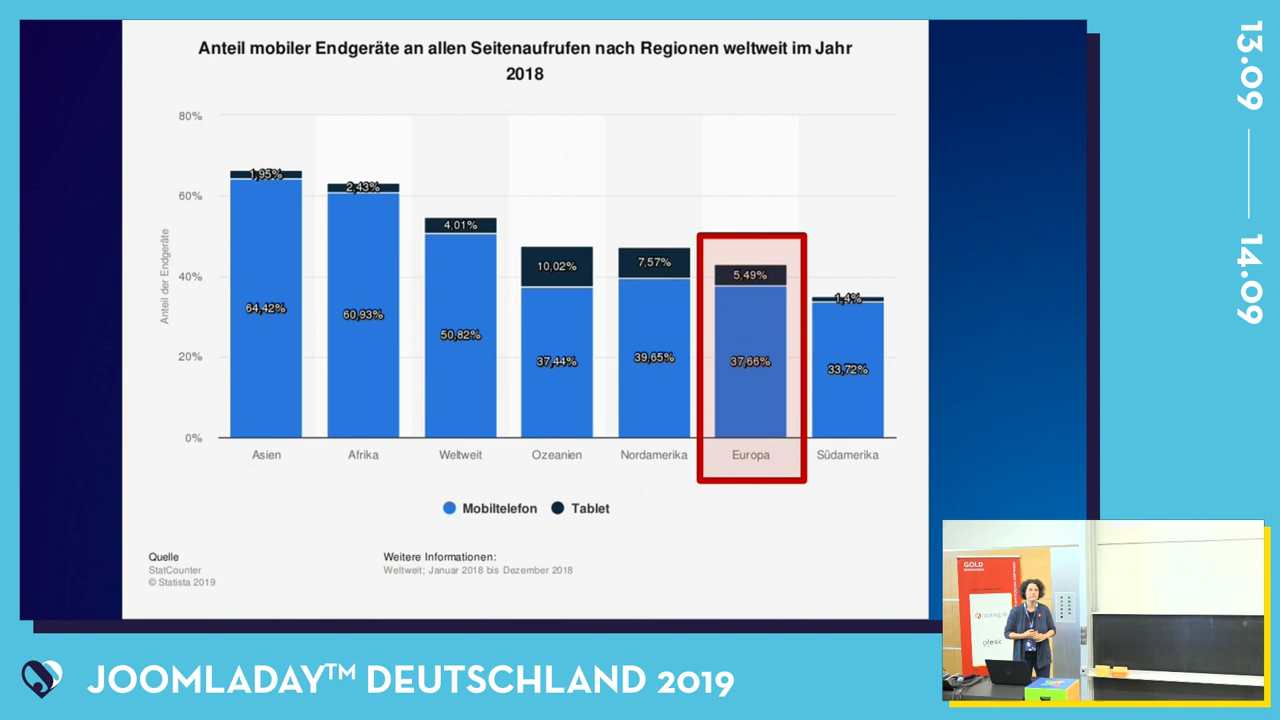 Anteil mobiler Endgeräte an allen Seitenaufrufen nach Regionen weltweit im Jahr
2018
80%
60%
40%
20%
0%
Anteil der Endgeräte
1,95%
64,42%
2,43%
60,93%
4,01%
50,82%
10,02%
37,44%
7,57%
39,65%
5,49%
37,66%
1,4%
33,72%
Asien
Afrika
Weltweit
Ozeanien
Nordamerika
Europa
Südamerika
Mobiltelefon
Tablet
Quelle
StatCounter
© Statista 2019
Weitere Informationen:
Weltweit; Januar 2018 bis Dezember 2018
13.09
14.09
GOLD
plesk
JOOMLADAY™ DEUTSCHLAND 2019